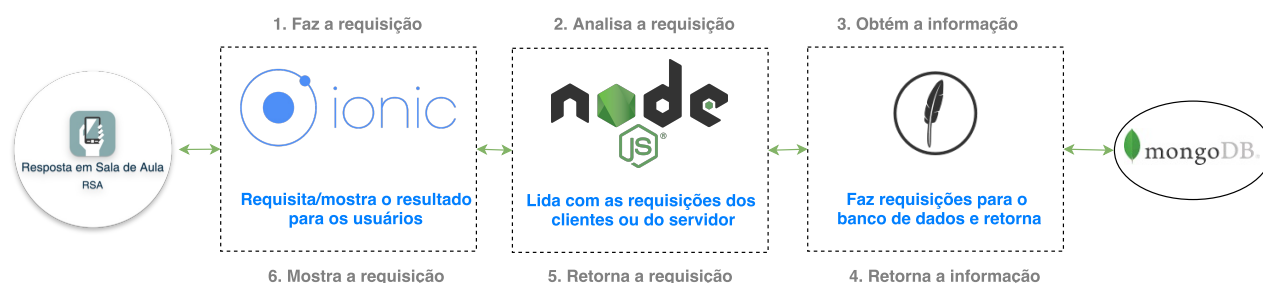 1. Faz a requisição
2. Analisa a requisição
3. Obtém a informação
Resposta em Sala de Aula
RSA
ionic
Requisita/mostra o resultado
para os usuários
node
JS®
Lida com as requisições dos
clientes ou do servidor
Faz requisições para o
banco de dados e retorna
mongoDB®
6. Mostra a requisição
5. Retorna a requisição
4. Retorna a informação